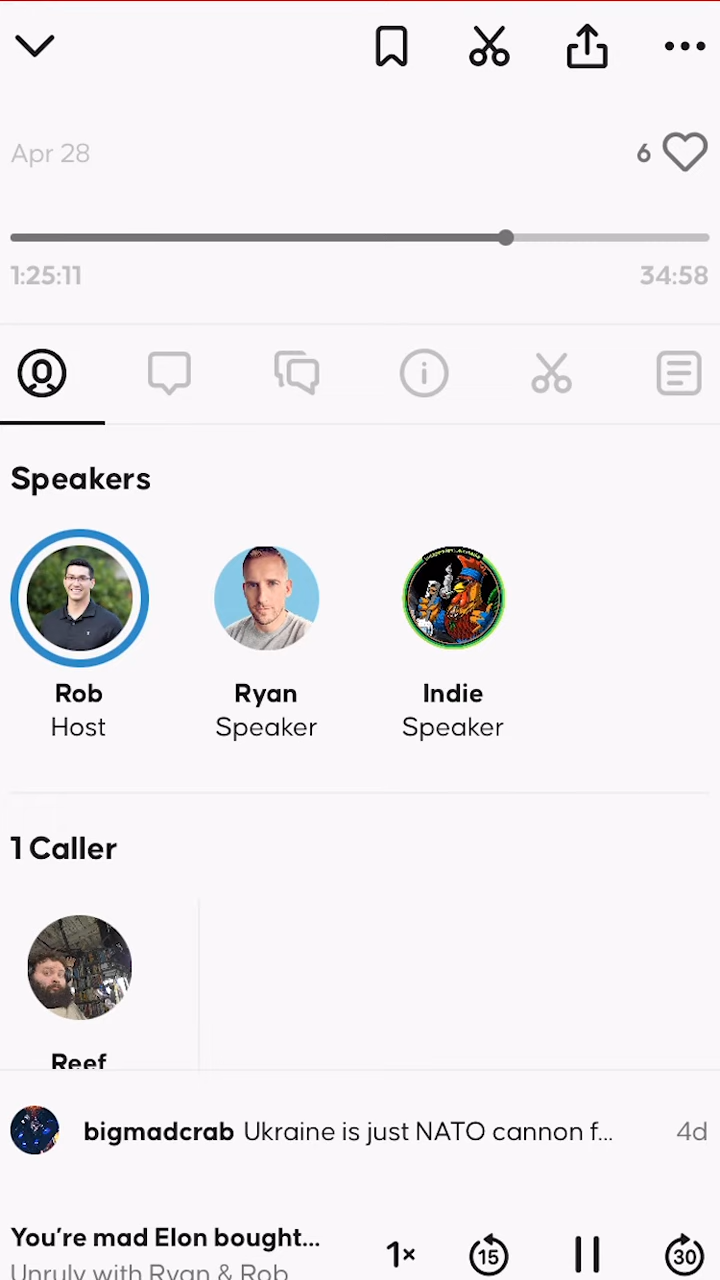 Apr 28
6
1:25:11
34:58
Speakers
Rob
Host
Ryan
Speaker
Indie
Speaker
1 Caller
Reef
bigmadcrab Ukraine is just NATO cannon f... 4d
You're mad Elon bought...
Unruly with Ryan & Rob
1×
15
30